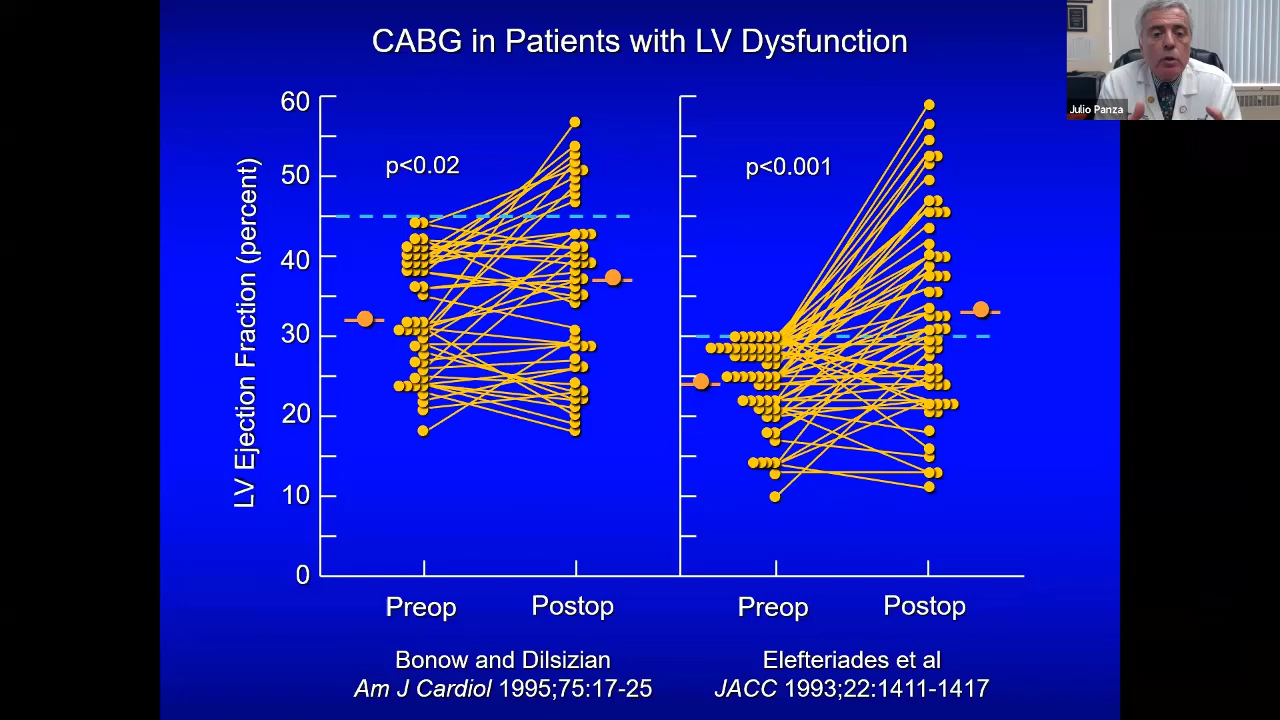 CABG in Patients with LV Dysfunction
Julio Panza
LV Ejection Fraction (percent)
60
50
40
30
20
10
0
p<0.02
p<0.001
Preop
Postop
Preop
Postop
Bonow and Dilsizian
Am J Cardiol 1995;75:17-25
Elefteriades et al
JACC 1993;22:1411-1417